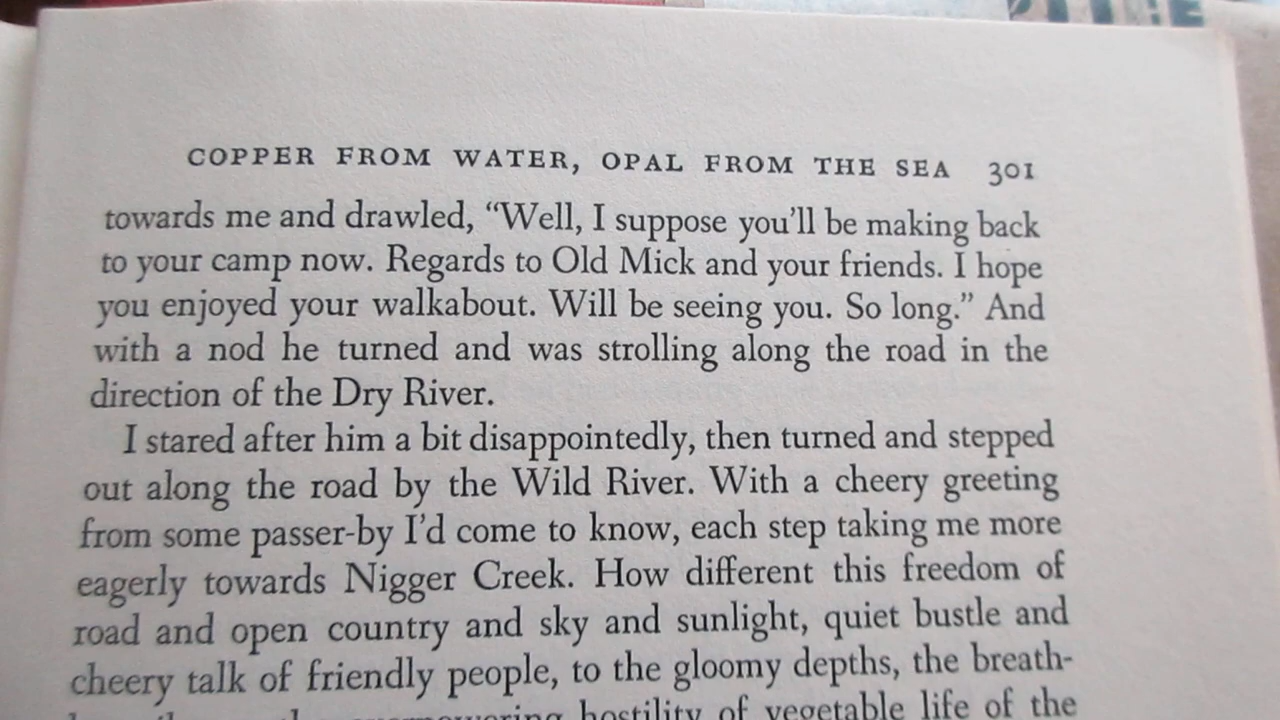 COPPER FROM WATER, OPAL FROM THE SEA 301
towards me and drawled, “Well, I suppose you’ll be making back
to your camp now. Regards to Old Mick and your friends. I hope
you enjoyed your walkabout. Will be seeing you. So long.” And
with a nod he turned and was strolling along the road in the
direction of the Dry River.
I stared after him a bit disappointedly, then turned and stepped
out along the road by the Wild River. With a cheery greeting
from some passer-by I’d come to know, each step taking me more
eagerly towards Nigger Creek. How different this freedom of
road and open country and sky and sunlight, quiet bustle and
cheery talk of friendly people, to the gloomy depths, the breath-
hostility of vegetable life of the